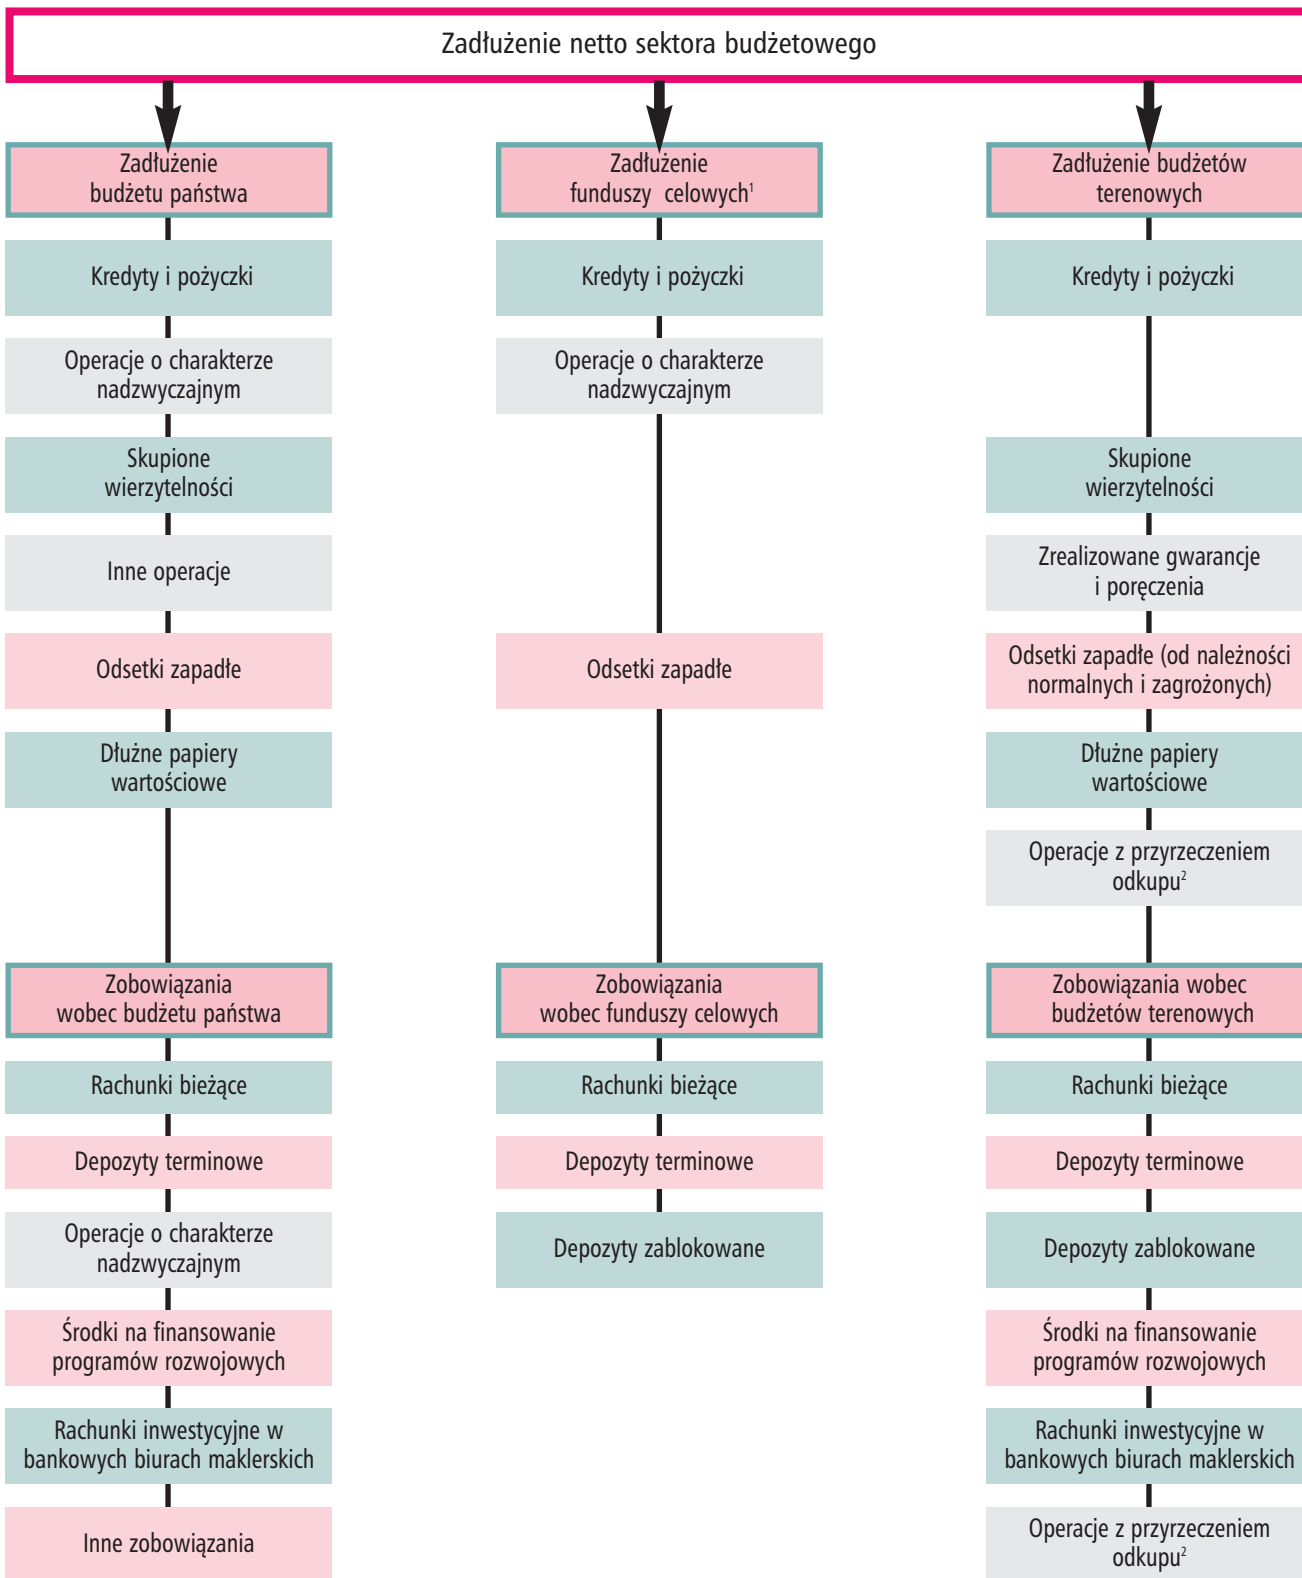 Zadłużenie netto sektora budżetowego
Zadłużenie
budżetu państwa
Kredyty i pożyczki
Operacje o charakterze
nadzwyczajnym
Skupione
wierzytelności
Inne operacje
Odsetki zapadłe
Dłużne papiery
wartościowe
Zobowiązania
wobec budżetu państwa
Rachunki bieżące
Depozyty terminowe
Operacje o charakterze
nadzwyczajnym
Środki na finansowanie
programów rozwojowych
Rachunki inwestycyjne w
bankowych biurach maklerskich
Inne zobowiązania
Zadłużenie
funduszy celowych¹
Kredyty i pożyczki
Operacje o charakterze
nadzwyczajnym
Odsetki zapadłe
Zobowiązania
wobec funduszy celowych
Rachunki bieżące
Depozyty terminowe
Depozyty zablokowane
Zadłużenie budżetów
terenowych
Kredyty i pożyczki
Skupione
wierzytelności
Zrealizowane gwarancje
i poręczenia
Odsetki zapadłe (od należności
normalnych i zagrożonych)
Dłużne papiery
wartościowe
Operacje z przyrzeczeniem
odkupu²
Zobowiązania wobec
budżetów terenowych
Rachunki bieżące
Depozyty terminowe
Depozyty zablokowane
Środki na finansowanie
programów rozwojowych
Rachunki inwestycyjne w
bankowych biurach maklerskich
Operacje z przyrzeczeniem
odkupu²